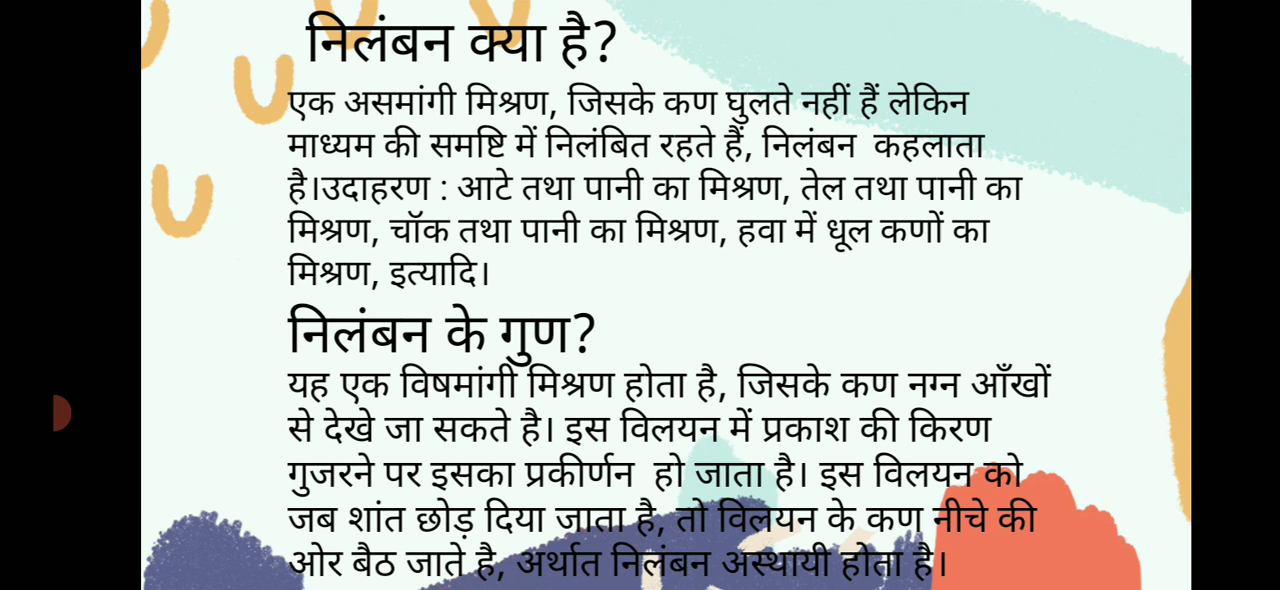 निलंबन क्या है?
एक असमांगी मिश्रण, जिसके कण घुलते नहीं हैं लेकिन
माध्यम की समष्टि में निलंबित रहते हैं, निलंबन  कहलाता
है।उदाहरण : आटे तथा पानी का मिश्रण, तेल तथा पानी का
मिश्रण, चॉक तथा पानी का मिश्रण, हवा में धूल कणों का
मिश्रण, इत्यादि।
निलंबन के गुण?
यह एक विषमांगी मिश्रण होता है, जिसके कण नग्न आँखों
से देखे जा सकते है। इस विलयन में प्रकाश की किरण
गुजरने पर इसका प्रकीर्णन  हो जाता है। इस विलयन को
जब शांत छोड़ दिया जाता है, तो विलयन के कण नीचे की
ओर बैठ जाते है, अर्थात निलंबन अस्थायी होता है।